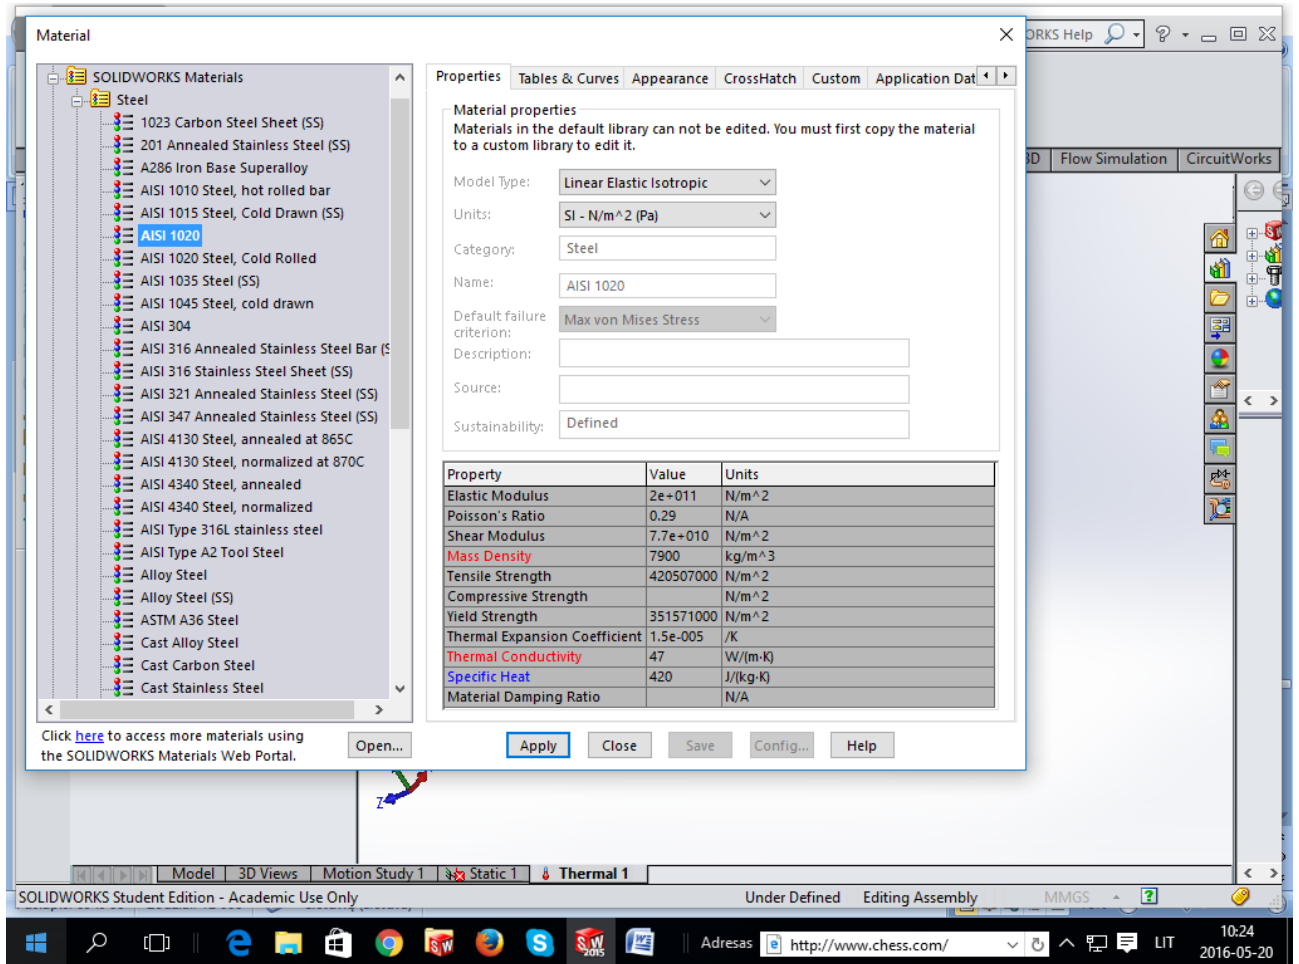 Material
ORKS Help
SOLIDWORKS Materials
Steel
1023 Carbon Steel Sheet (SS)
201 Annealed Stainless Steel (SS)
A286 Iron Base Superalloy
AISI 1010 Steel, hot rolled bar
AISI 1015 Steel, Cold Drawn (SS)
AISI 1020
AISI 1020 Steel, Cold Rolled
AISI 1035 Steel (SS)
AISI 1045 Steel, cold drawn
AISI 304
AISI 316 Annealed Stainless Steel Bar (S
AISI 316 Stainless Steel Sheet (SS)
AISI 321 Annealed Stainless Steel (SS)
AISI 347 Annealed Stainless Steel (SS)
AISI 4130 Steel, annealed at 865C
AISI 4130 Steel, normalized at 870C
AISI 4340 Steel, annealed
AISI 4340 Steel, normalized
AISI Type 316L stainless steel
AISI Type A2 Tool Steel
Alloy Steel
Alloy Steel (SS)
ASTM A36 Steel
Cast Alloy Steel
Cast Carbon Steel
Cast Stainless Steel
Click here to access more materials using
the SOLIDWORKS Materials Web Portal.
Open...
Properties Tables & Curves Appearance CrossHatch Custom Application Dat
Material properties
Materials in the default library can not be edited. You must first copy the material
to a custom library to edit it.
Model Type: Linear Elastic Isotropic
Units: SI - N/m^2 (Pa)
Category: Steel
Name: AISI 1020
Default failure criterion: Max von Mises Stress
Description:
Source:
Sustainability: Defined
Property Value Units
Elastic Modulus 2e+011 N/m^2
Poisson's Ratio 0.29 N/A
Shear Modulus 7.7e+010 N/m^2
Mass Density 7900 kg/m^3
Tensile Strength 420507000 N/m^2
Compressive Strength N/m^2
Yield Strength 351571000 N/m^2
Thermal Expansion Coefficient 1.5e-005 /K
Thermal Conductivity 47 W/(m·K)
Specific Heat 420 J/(kg·K)
Material Damping Ratio N/A
Apply Close Save Config... Help
3D Flow Simulation CircuitWorks
Z
Model 3D Views Motion Study 1 Static 1 Thermal 1
SOLIDWORKS Student Edition - Academic Use Only Under Defined Editing Assembly MMGS
Adresas http://www.chess.com/ LIT 10:24
2016-05-20